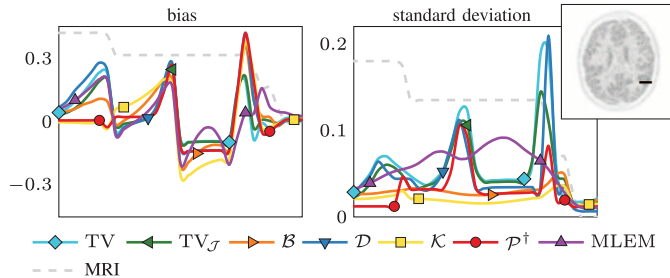 bias standard deviation
0.3
0
−0.3
0.2
0.1
0
TV TV𝒥 ℬ 𝒟 𝒦 𝒫† MLEM
MRI